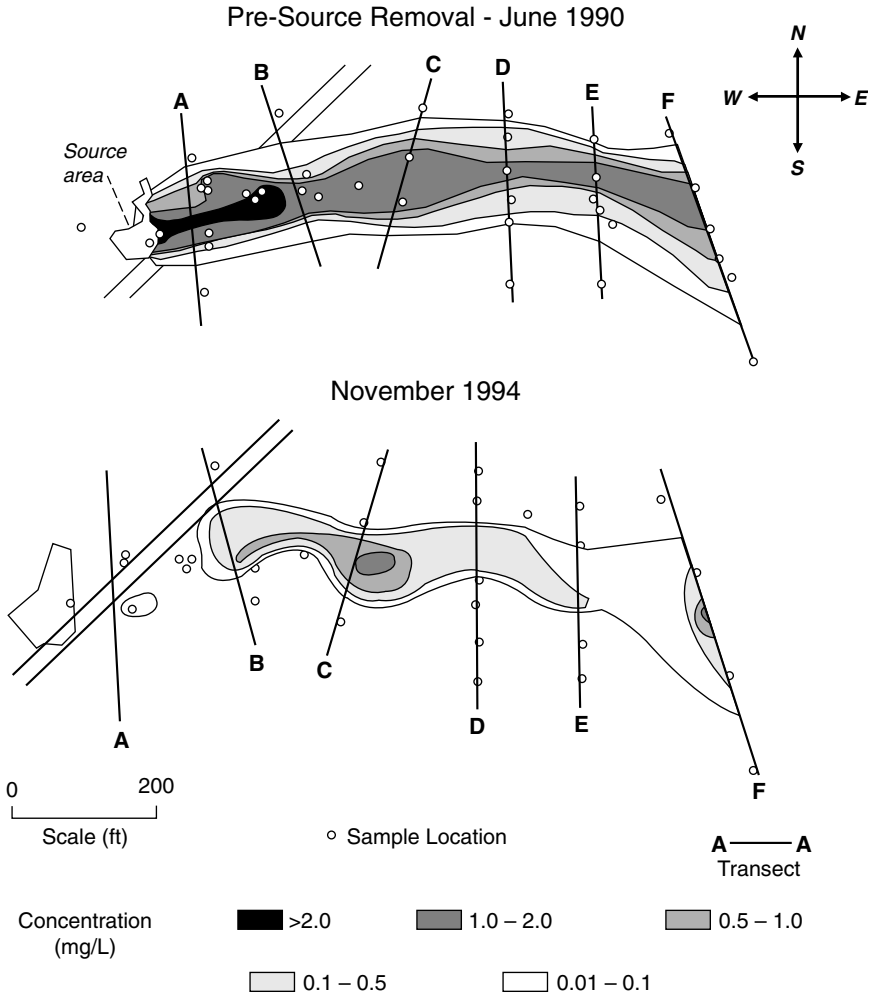 Pre-Source Removal - June 1990
N
W
E
S
A
B
C
D
E
F
Source
area
November 1994
B
C
A
D
E
F
0
200
Scale (ft)
Sample Location
A
A
Transect
Concentration
(mg/L)
>2.0
1.0 – 2.0
0.5 – 1.0
0.1 – 0.5
0.01 – 0.1